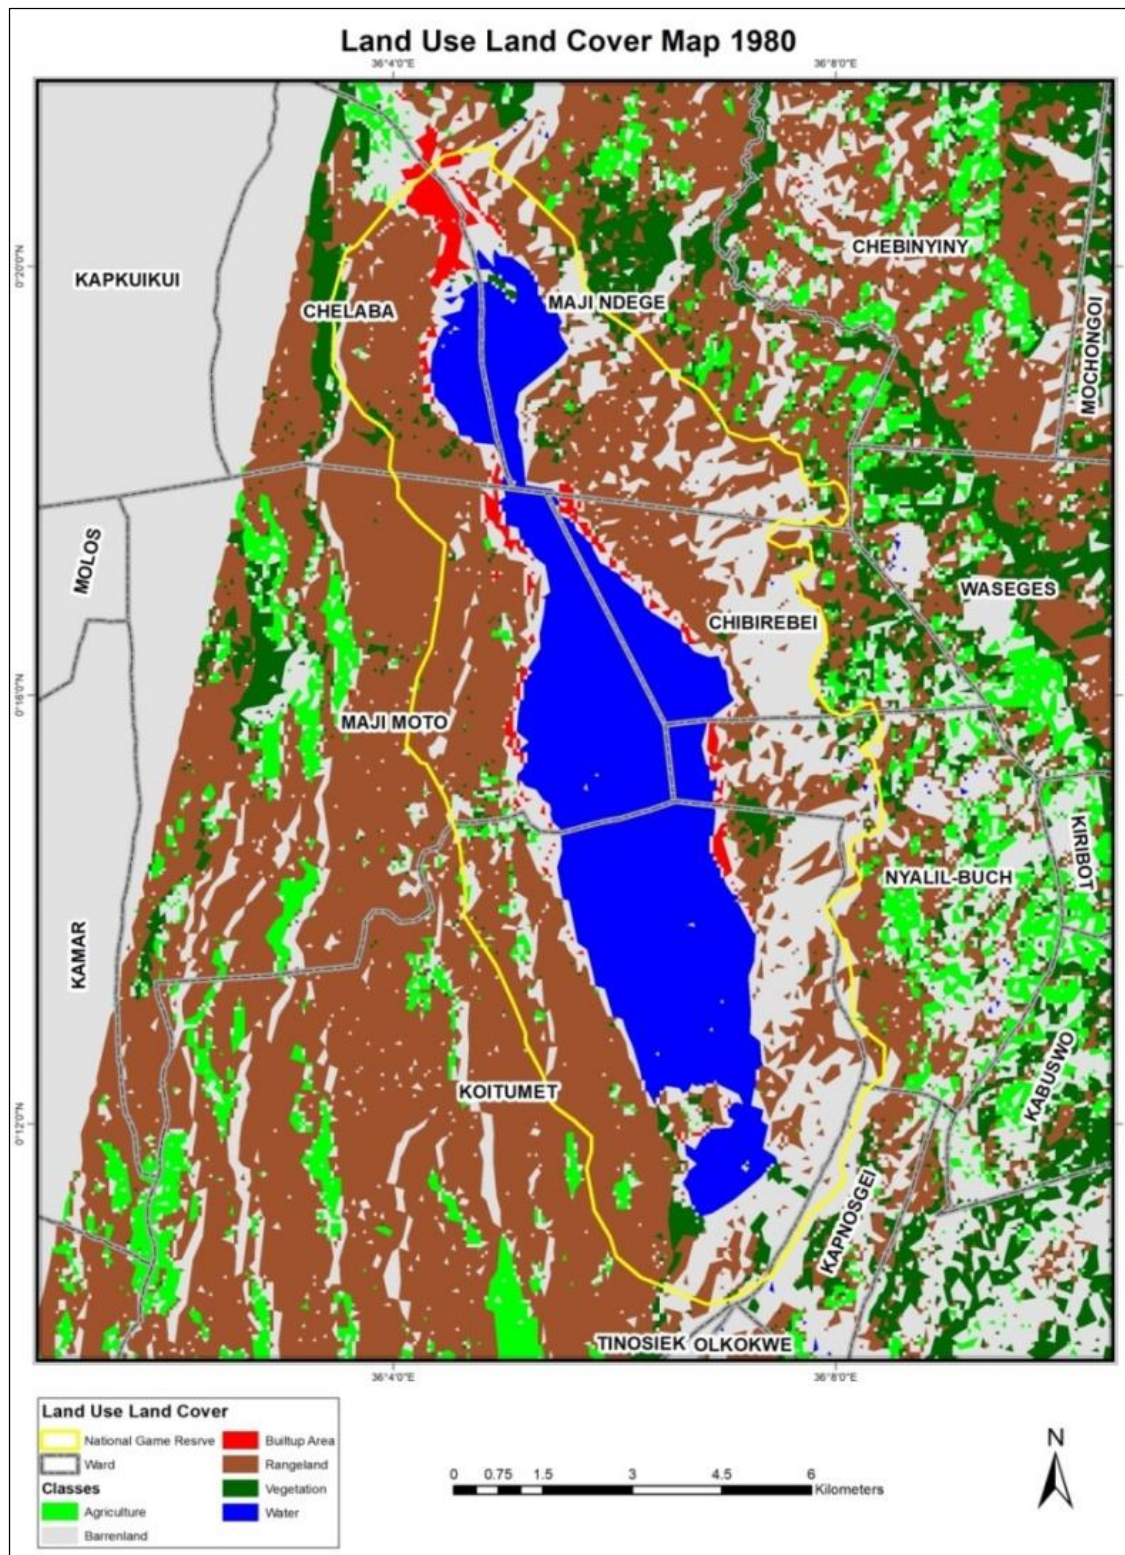 Land Use Land Cover Map 1980
36°4'0"E 36°8'0"E
CHEBINYINY
0°20'0"N
KAPKUIKUI
MAJI NDEGE
CHELABA
MOCHONGOI
MOLOS
WASEGES
CHIBIREBEI
0°16'0"N
MAJI MOTO
KIRIBOT
NYALIL-BUCH
KAMAR
KABUSWO
KOITUMET
0°12'0"N
KAPNOSGEI
TINOSIEK OLKOKWE
36°4'0"E 36°8'0"E
Land Use Land Cover
National Game Resrve
Ward
Classes
Agriculture
Barrenland
Builtup Area
Rangeland
Vegetation
Water
0 0.75 1.5 3 4.5 6
Kilometers
N